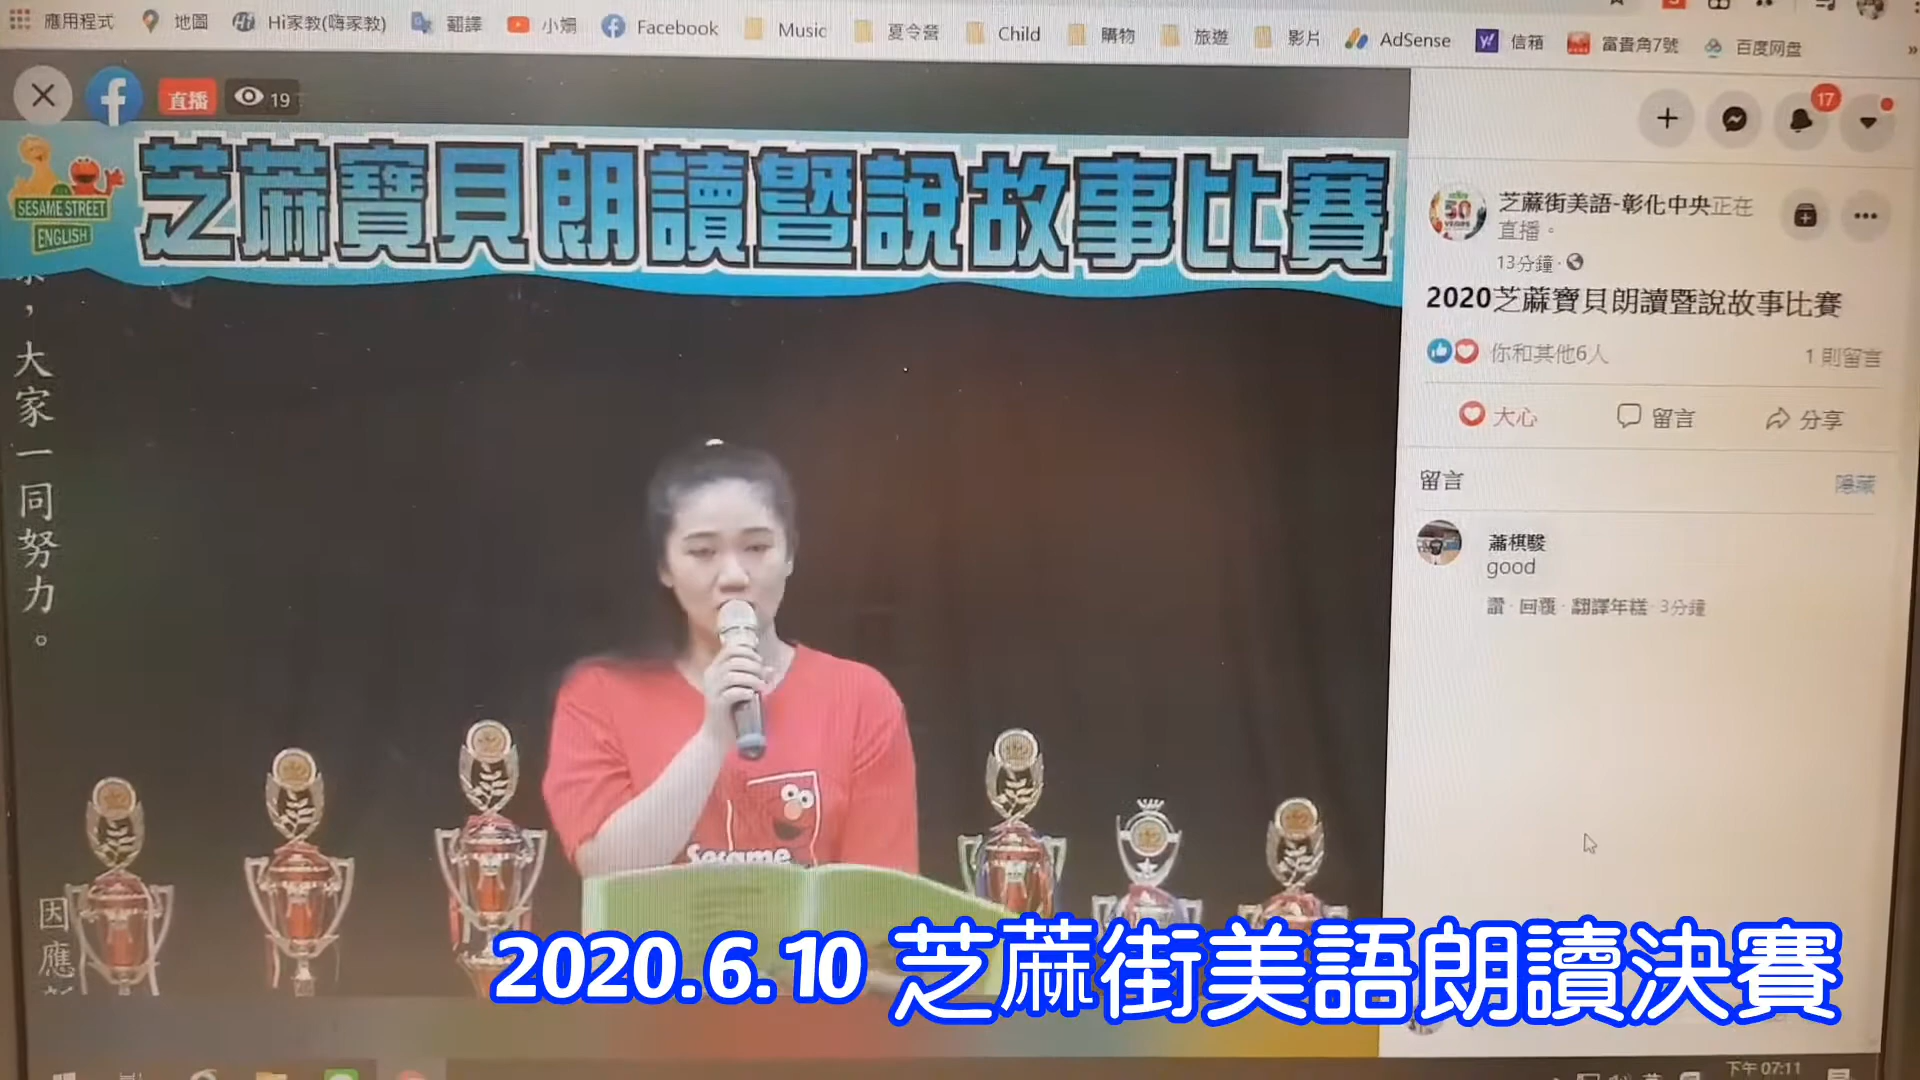 應用程式 地圖 Hi家教(嗨家教) 翻譯 小嫺 Facebook Music 夏令營 Child 購物 旅遊 影片 AdSense 信箱 富貴角7號 百度网盘 »
直播 19
17
芝蔴寶貝朗讀暨說故事比賽
SESAME STREET
ENGLISH
，大家一同努力。
因應
芝蔴街美語-彰化中央正在
直播。
13分鐘
2020芝蔴寶貝朗讀暨說故事比賽
你和其他6人 1 則留言
大心 留言 分享
留言 隱藏
蕭棋駿
good
讚 · 回覆 · 翻譯年糕 · 3分鐘
Sesame
2020.6.10 芝蔴街美語朗讀決賽
下午 07:11